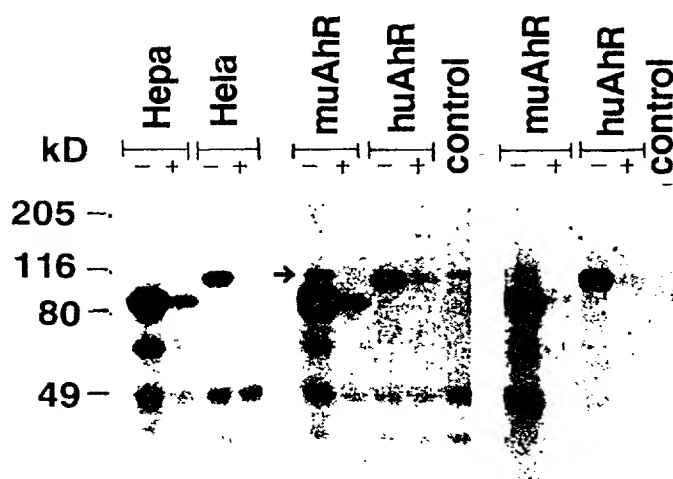 Hepa
Hela
muAhR
huAhR
control
muAhR
huAhR
control
kD
- +
- +
- +
- +
- +
- +
205
116
80
49